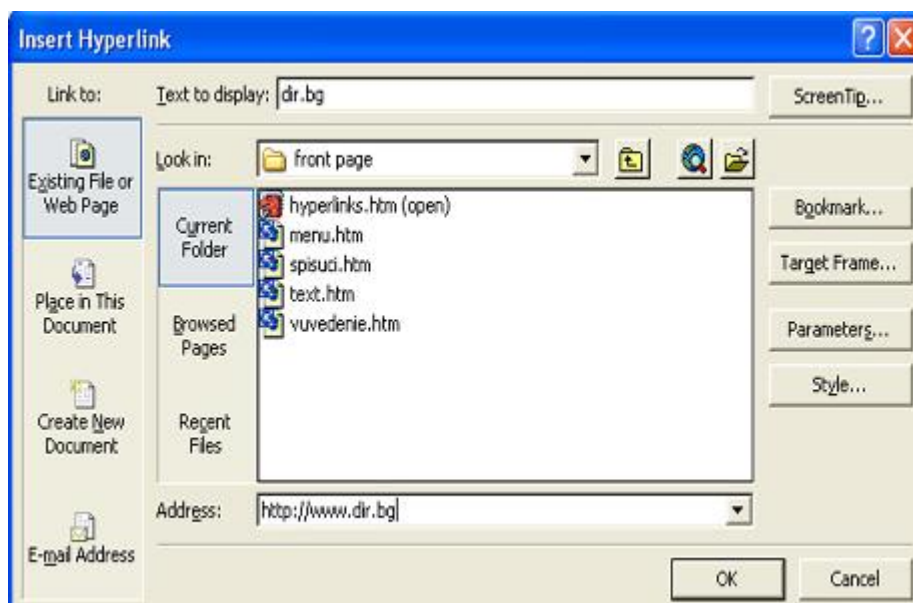 Insert Hyperlink
Link to:
Text to display: dir.bg
ScreenTip...
Existing File or
Web Page
Place in This
Document
Create New
Document
E-mail Address
Look in: front page
Current
Folder
Browsed
Pages
Recent
Files
hyperlinks.htm (open)
menu.htm
spisuci.htm
text.htm
vuvedenie.htm
Bookmark...
Target Frame...
Parameters...
Style...
Address: http://www.dir.bg
OK
Cancel